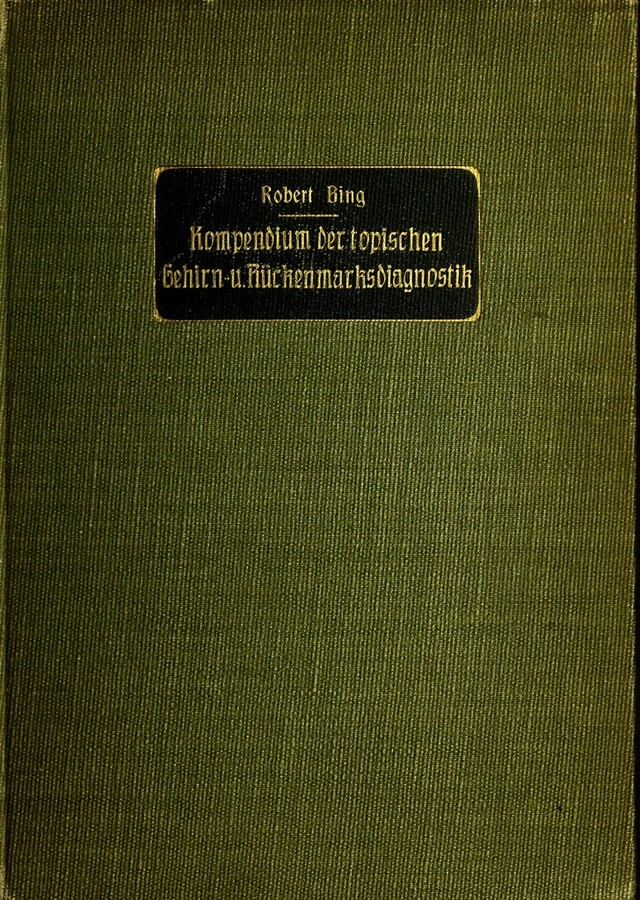 Robert Bing
Kompendium der topischen
Gehirn- u. Rückenmarksdiagnostik